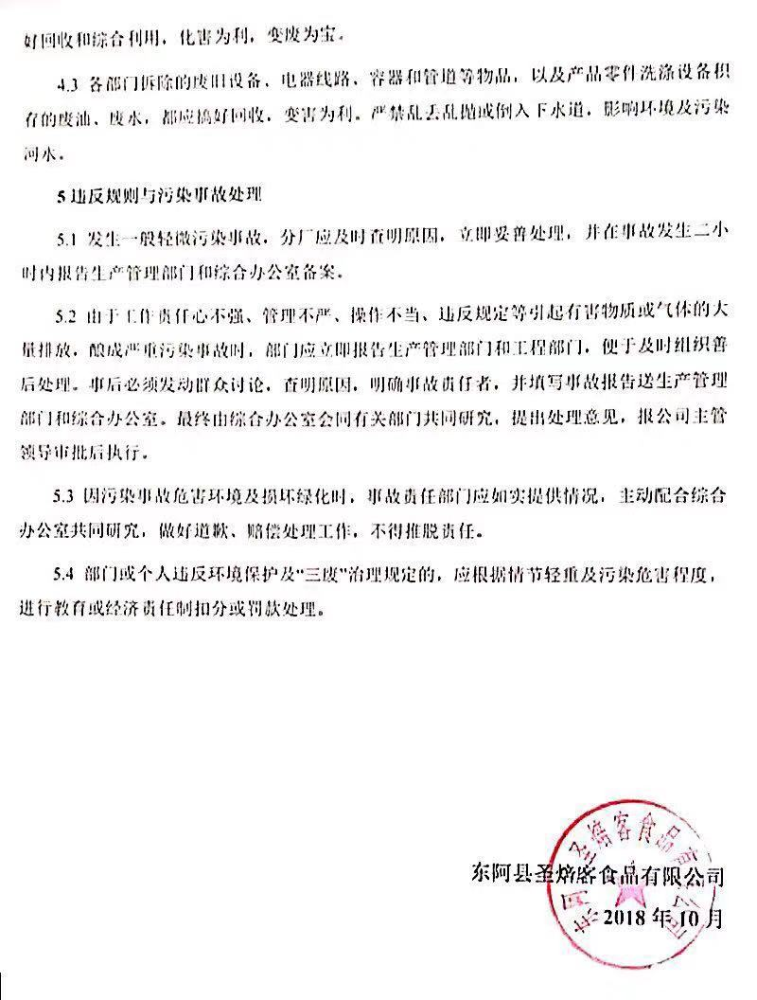 好回收和综合利用，化害为利，变废为宝。
4.3 各部门拆除的废旧设备、电器线路、容器和管道等物品，以及产品零件洗涤设备积
有的废油、废水，都应搞好回收，变害为利。严禁乱丢乱抛或倒入下水道，影响环境及污染
河水。
5 违反规则与污染事故处理
5.1 发生一般轻微污染事故，分厂应及时查明原因，立即妥善处理，并在事故发生二小
时内报告生产管理部门和综合办公室备案。
5.2 由于工作责任心不强、管理不严、操作不当、违反规定等引起有害物质或气体的大
量排放，酿成严重污染事故时，部门应立即报告生产管理部门和工程部门，便于及时组织善
后处理。事后必须发动群众讨论，查明原因，明确事故责任者，并填写事故报告送生产管理
部门和综合办公室。最终由综合办公室会同有关部门共同研究，提出处理意见，报公司主管
领导审批后执行。
5.3 因污染事故危害环境及损坏绿化时，事故责任部门应如实提供情况，主动配合综合
办公室共同研究，做好道歉、赔偿处理工作，不得推脱责任。
5.4 部门或个人违反环境保护及“三废”治理规定的，应根据情节轻重及污染危害程度，
进行教育或经济责任制扣分或罚款处理。
东阿县圣焙客食品有限公司
东阿县圣焙客食品有限公司
2018 年 10 月